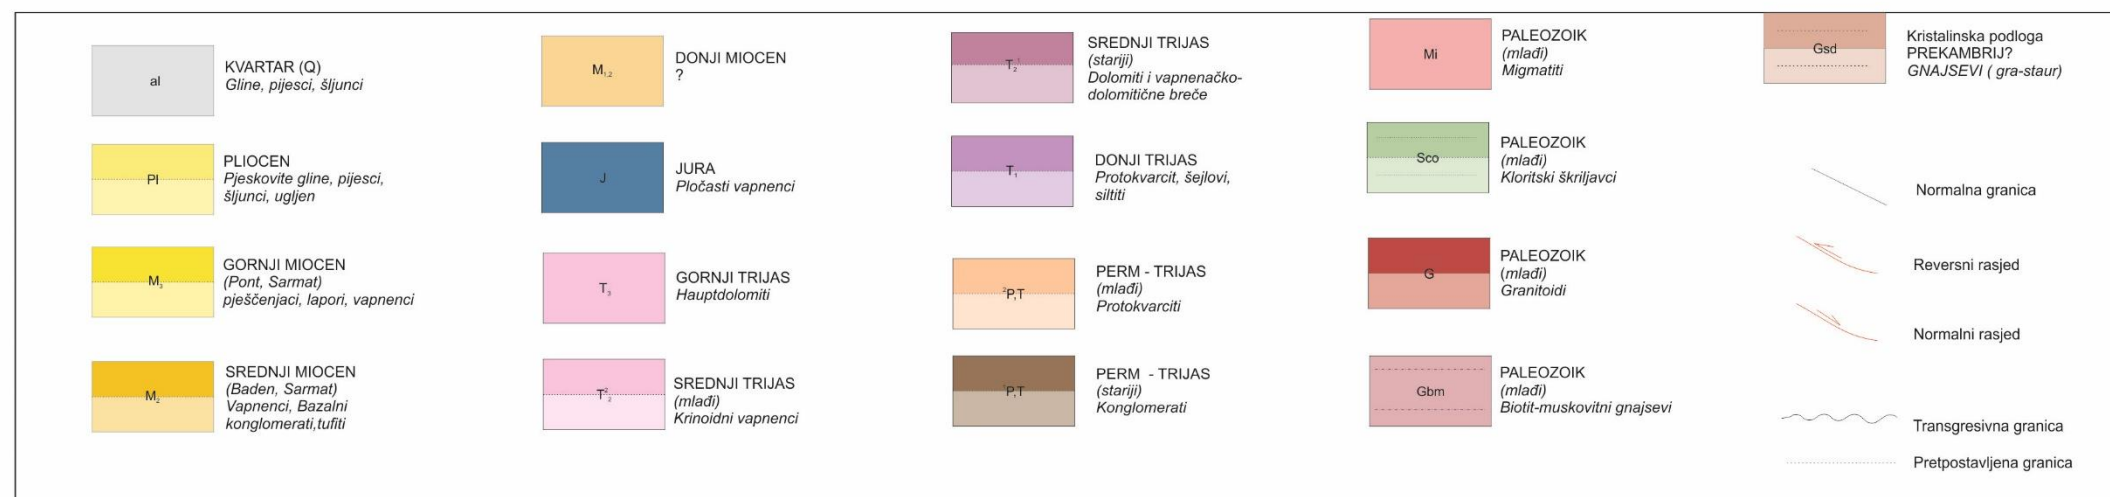 al
KVARTAR (Q)
Gline, pijesci, šljunci
Pl
PLIOCEN
Pjeskovite gline, pijesci,
šljunci, ugljen
M₃
GORNJI MIOCEN
(Pont, Sarmat)
pješčenjaci, lapori, vapnenci
M₂
SREDNJI MIOCEN
(Baden, Sarmat)
Vapnenci, Bazalni
konglomerati,tufiti
M₁,₂
DONJI MIOCEN
?
J
JURA
Pločasti vapnenci
T₃
GORNJI TRIJAS
Hauptdolomiti
T²₂
SREDNJI TRIJAS
(mlađi)
Krinoidni vapnenci
T₂¹
SREDNJI TRIJAS
(stariji)
Dolomiti i vapnenačko-
dolomitične breče
T₁
DONJI TRIJAS
Protokvarcit, šejlovi,
siltiti
²P,T
PERM - TRIJAS
(mlađi)
Protokvarciti
¹P,T
PERM - TRIJAS
(stariji)
Konglomerati
Mi
PALEOZOIK
(mlađi)
Migmatiti
Sco
PALEOZOIK
(mlađi)
Kloritski škriljavci
G
PALEOZOIK
(mlađi)
Granitoidi
Gbm
PALEOZOIK
(mlađi)
Biotit-muskovitni gnajsevi
Gsd
Kristalinska podloga
PREKAMBRIJ?
GNAJSEVI ( gra-staur)
Normalna granica
Reversni rasjed
Normalni rasjed
Transgresivna granica
Pretpostavljena granica